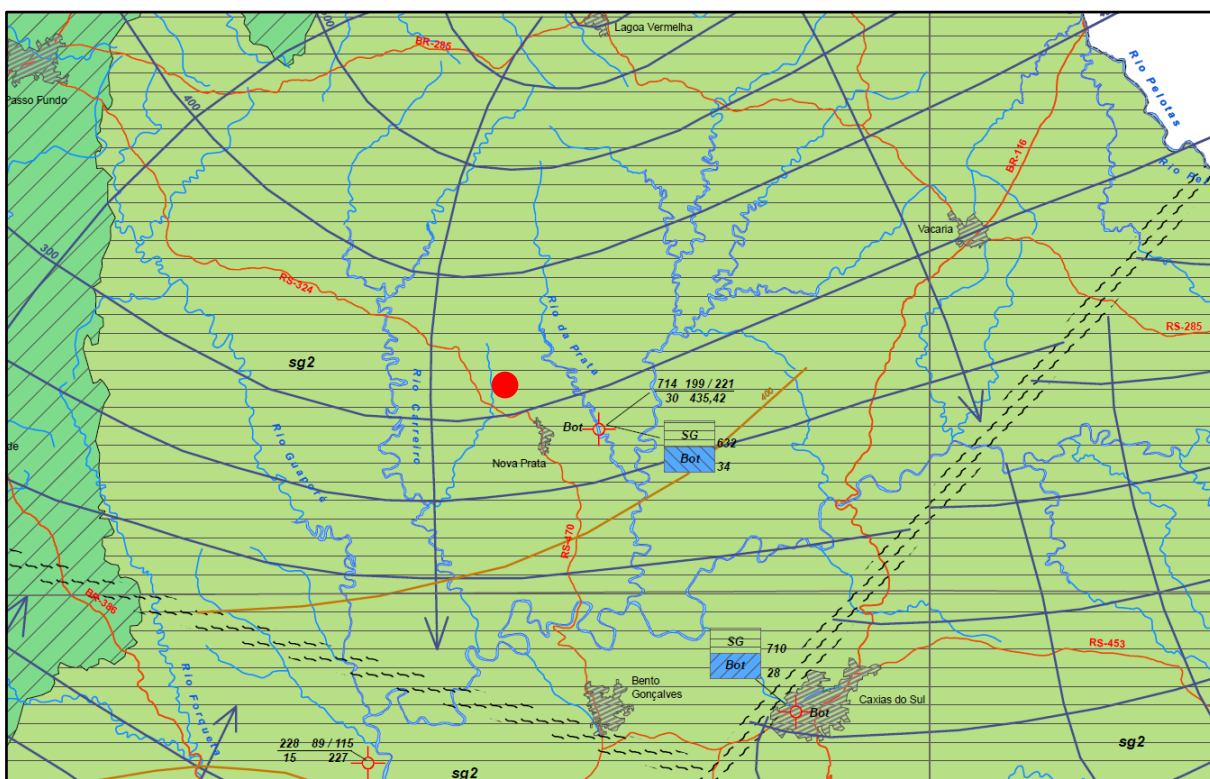 Lagoa Vermelha
BR-285
Passo Fundo
400
Rio Pelotas
BR-116
Rio Pe
Vacaria
300
RS-324
RS-285
sg2
Rio da Prata
Rio Carreiro
714 199 / 221
30 435,42
400
Bot
SG
632
Bot
34
Nova Prata
de
Rio Guaporé
RS-470
BR-386
SG
710
Bot
28
RS-453
Rio Forqueta
Bento
Gonçalves
Caxias do Sul
Bot
228 89 / 115
15 227
sg2
sg2